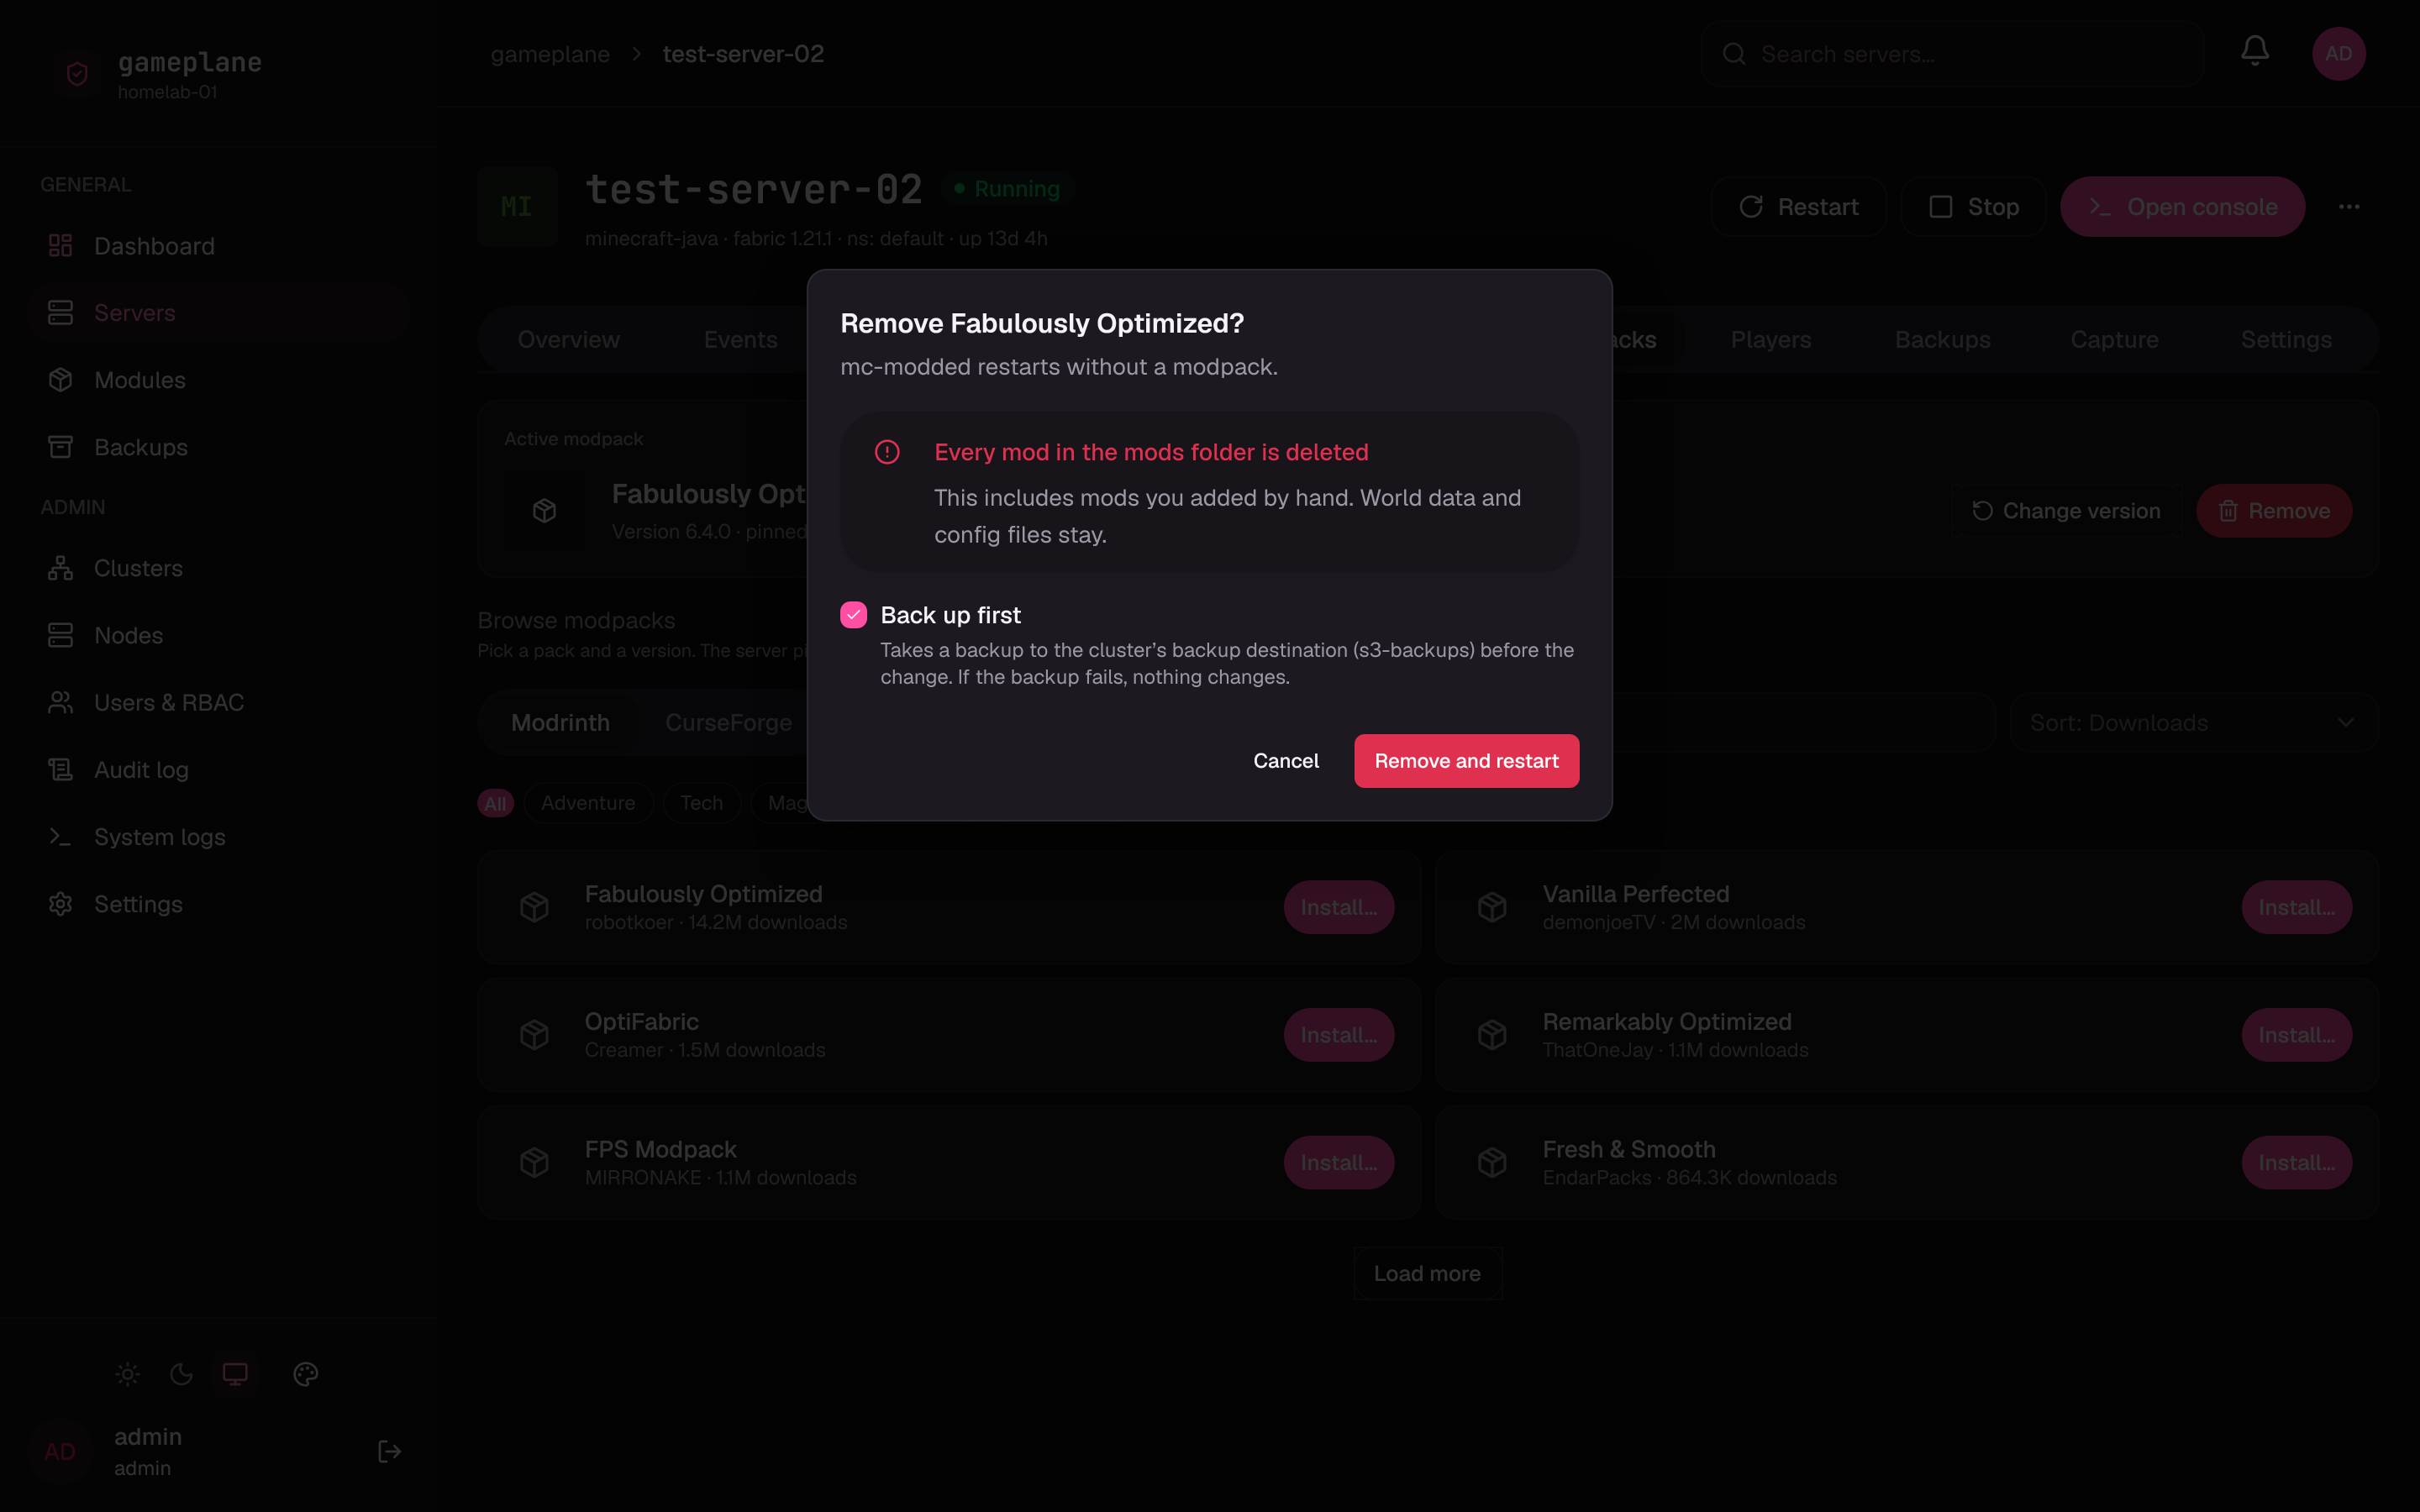 gameplane
homelab-01
gameplane
test-server-02
Search servers...
AD
GENERAL
Dashboard
Servers
Modules
Backups
ADMIN
Clusters
Nodes
Users & RBAC
Audit log
System logs
Settings
admin
admin
AD
MI
test-server-02
Running
minecraft-java · fabric 1.21.1 · ns: default · up 13d 4h
Restart
Stop
Open console
Overview
Events
Players
Backups
Capture
Settings
Active modpack
Version 6.4.0 · pinned
Change version
Remove
Browse modpacks
Pick a pack and a version. The server
Modrinth
CurseForge
Sort: Downloads
All
Adventure
Tech
Remove Fabulously Optimized?
mc-modded restarts without a modpack.
Every mod in the mods folder is deleted
This includes mods you added by hand. World data and
config files stay.
Back up first
Takes a backup to the cluster’s backup destination (s3-backups) before the
change. If the backup fails, nothing changes.
Cancel
Remove and restart
Fabulously Optimized
robotkoer · 14.2M downloads
Install...
Vanilla Perfected
demonjoeTV · 2M downloads
Install...
OptiFabric
Creamer · 1.5M downloads
Install...
Remarkably Optimized
ThatOneJay · 1.1M downloads
Install...
FPS Modpack
MIRRONAKE · 1.1M downloads
Install...
Fresh & Smooth
EndarPacks · 864.3K downloads
Install...
Load more